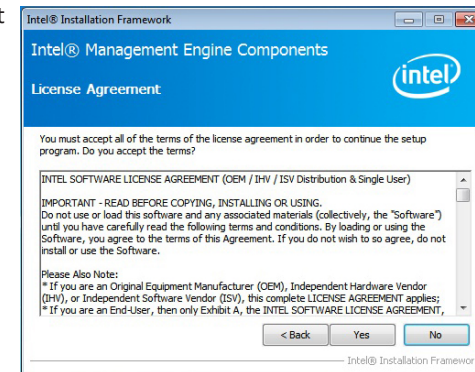 t
Intel® Installation Framework
Intel® Management Engine Components
License Agreement
intel
You must accept all of the terms of the license agreement in order to continue the setup
program. Do you accept the terms?
INTEL SOFTWARE LICENSE AGREEMENT (OEM / IHV / ISV Distribution & Single User)
IMPORTANT - READ BEFORE COPYING, INSTALLING OR USING.
Do not use or load this software and any associated materials (collectively, the "Software")
until you have carefully read the following terms and conditions. By loading or using the
Software, you agree to the terms of this Agreement. If you do not wish to so agree, do not
install or use the Software.
Please Also Note:
* If you are an Original Equipment Manufacturer (OEM), Independent Hardware Vendor
(IHV), or Independent Software Vendor (ISV), this complete LICENSE AGREEMENT applies;
* If you are an End-User, then only Exhibit A, the INTEL SOFTWARE LICENSE AGREEMENT,
< Back Yes No
Intel® Installation Framewor